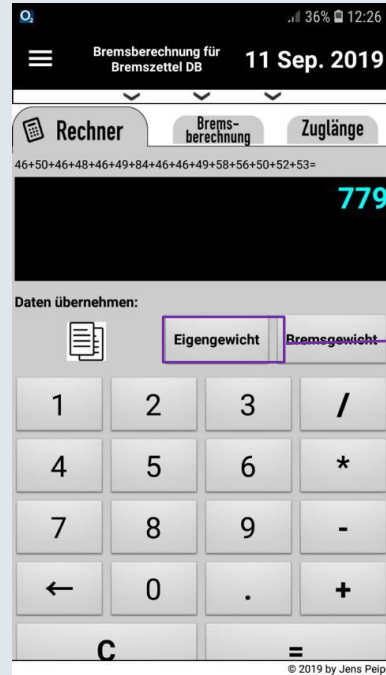 O₂ 36% 12:26
Bremsberechnung für
Bremszettel DB
11 Sep. 2019
Rechner
Brems-
berechnung
Zuglänge
46+50+46+48+46+49+84+46+46+49+58+56+50+52+53=
779
Daten übernehmen:
Eigengewicht
Bremsgewicht
1 2 3 /
4 5 6 *
7 8 9 -
← 0 . +
C =
© 2019 by Jens Peip